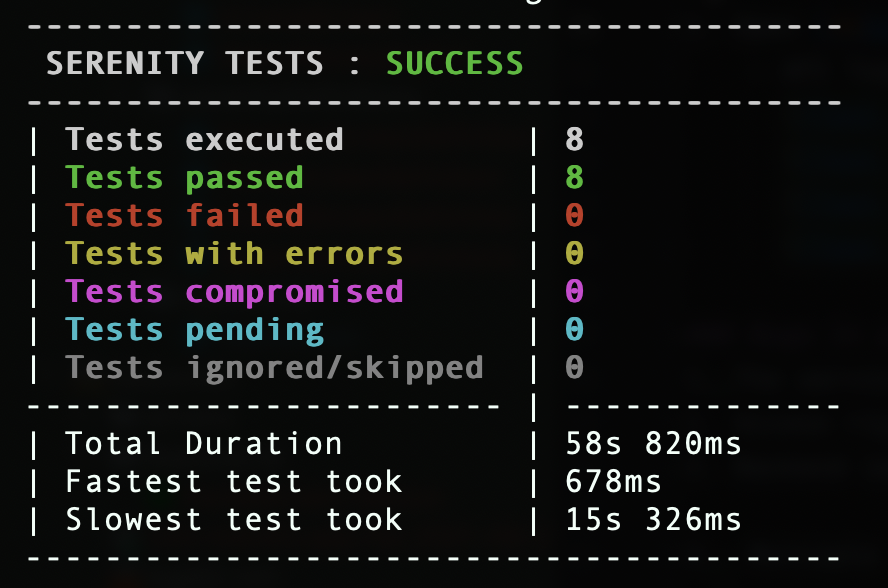 -----------------------------------------
SERENITY TESTS : SUCCESS
-----------------------------------------
| Tests executed | 8
| Tests passed | 8
| Tests failed | 0
| Tests with errors | 0
| Tests compromised | 0
| Tests pending | 0
| Tests ignored/skipped | 0
------------------------ | --------------
| Total Duration | 58s 820ms
| Fastest test took | 678ms
| Slowest test took | 15s 326ms
-----------------------------------------